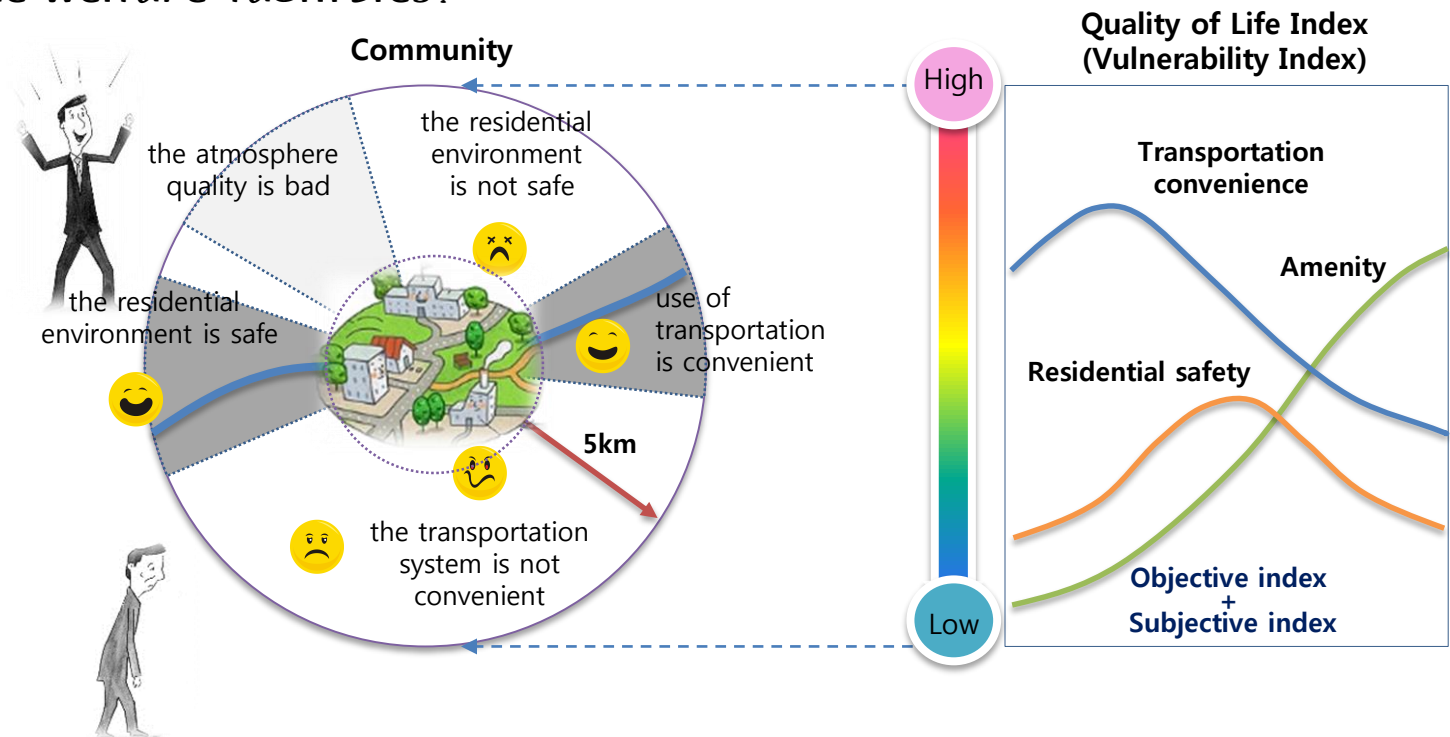 Community
the atmosphere
quality is bad
the residential
environment
is not safe
the residential
environment is safe
use of
transportation
is convenient
5km
the transportation
system is not
convenient
High
Low
Quality of Life Index
(Vulnerability Index)
Transportation
convenience
Amenity
Residential safety
Objective index
+
Subjective index